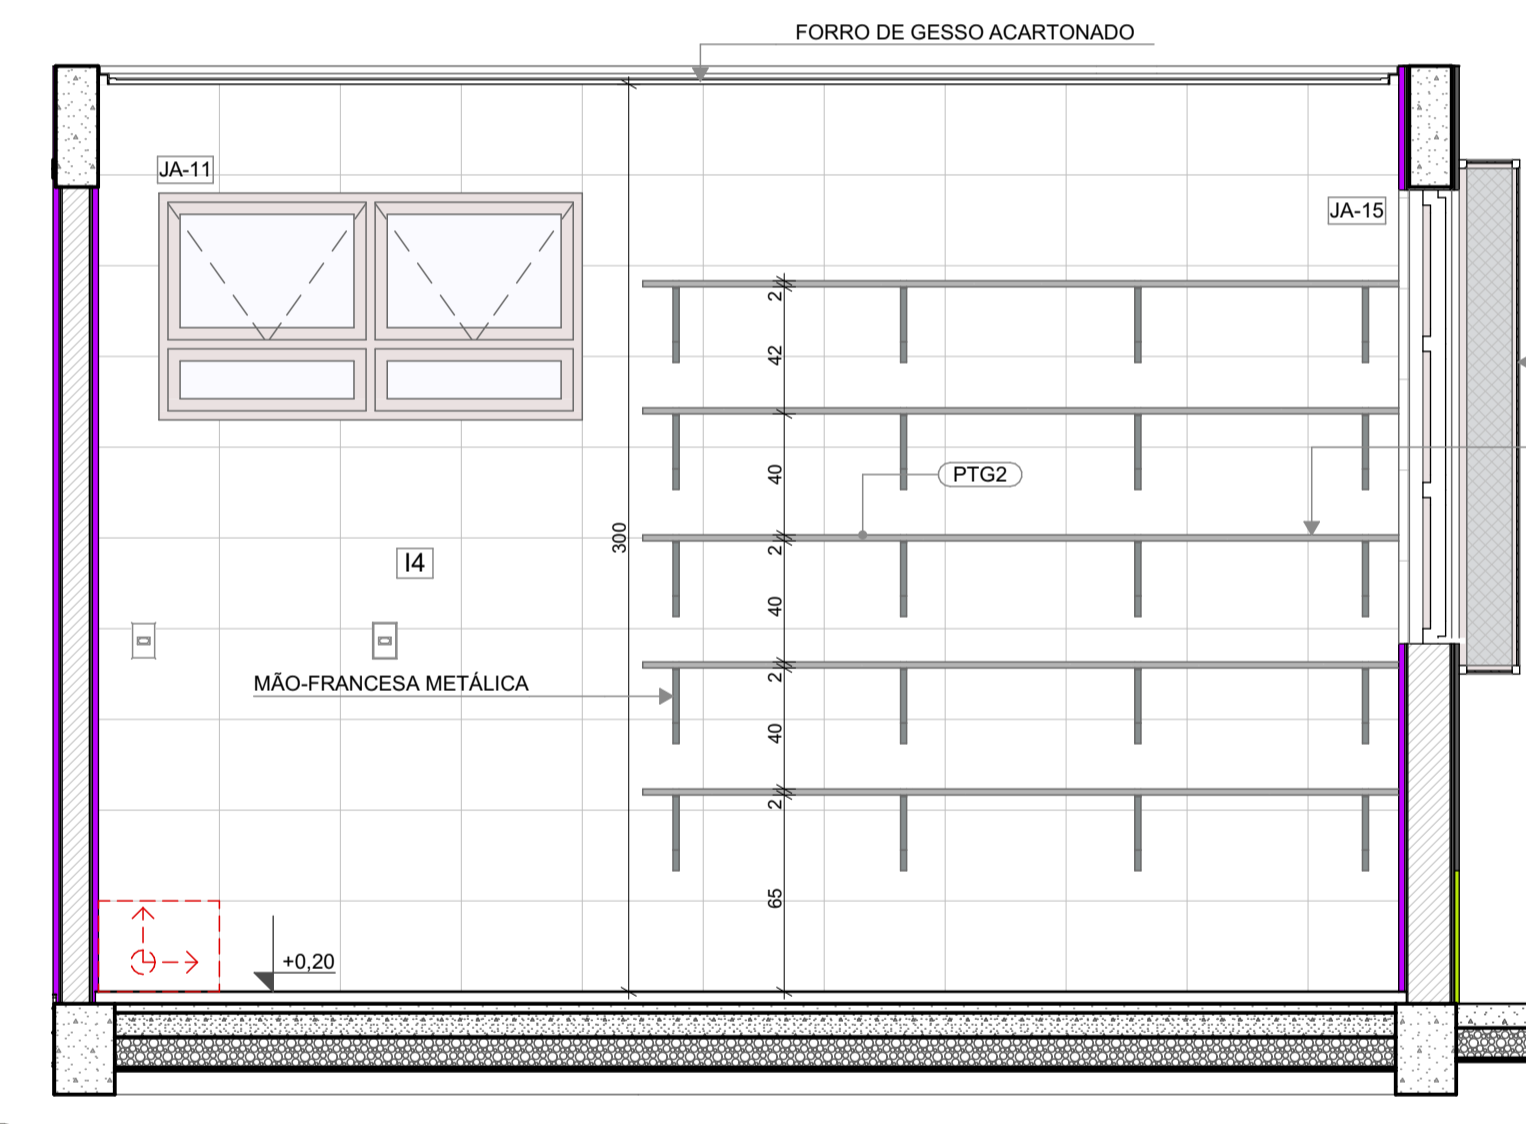 FORRO DE GESSO ACARTONADO
JA-11
JA-15
2
42
PTG2
40
300
2
I4
40
MÃO-FRANCESA METÁLICA
2
40
2
65
+0,20